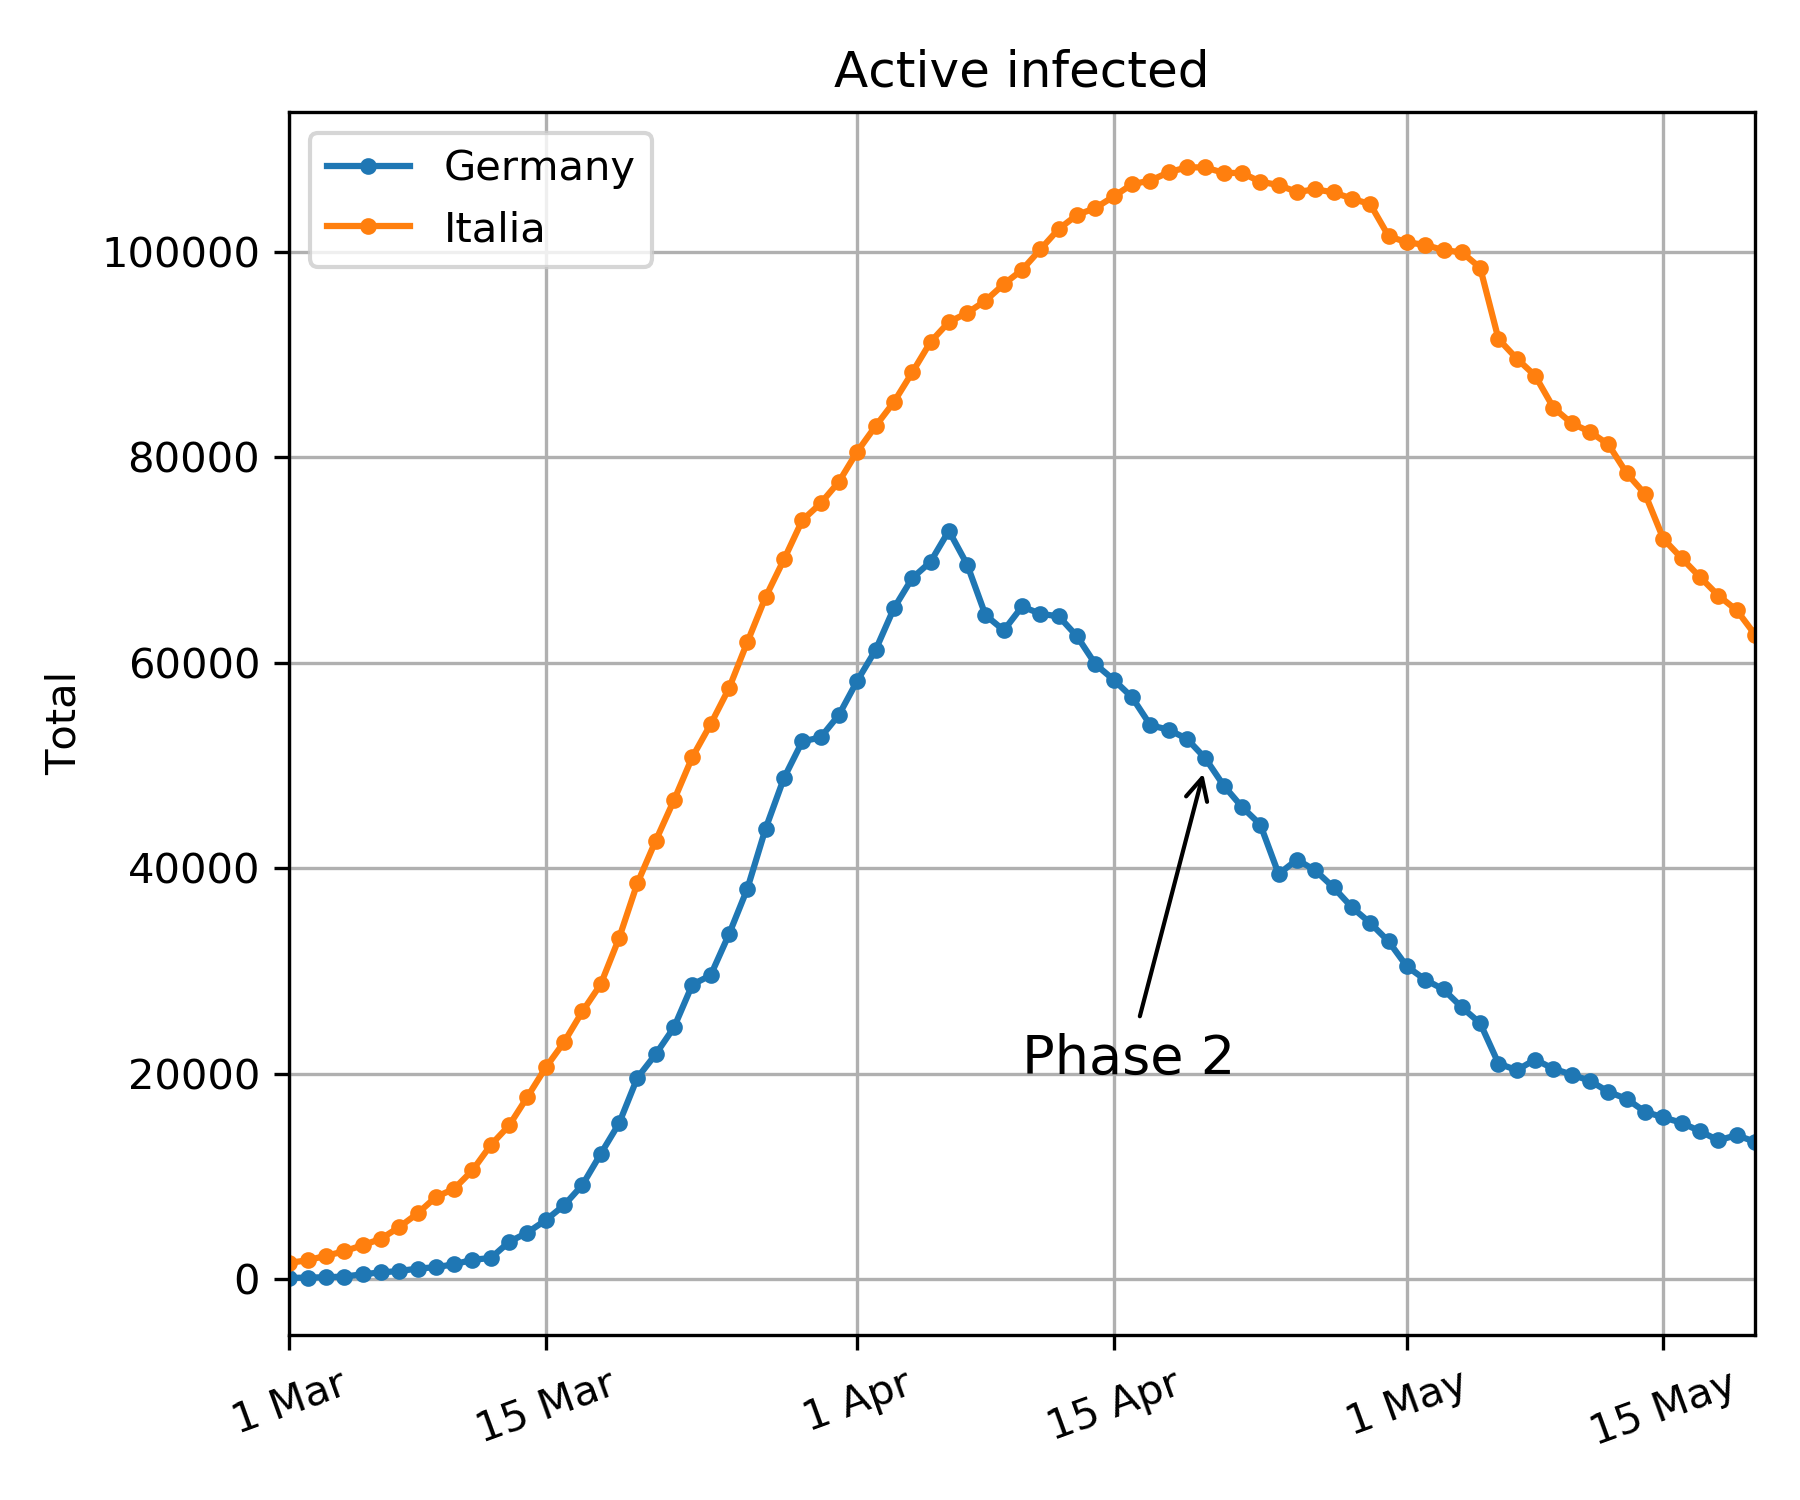 Active infected
Germany
Italia
100000
80000
60000
40000
20000
0
Total
Phase 2
1 Mar
15 Mar
1 Apr
15 Apr
1 May
15 May